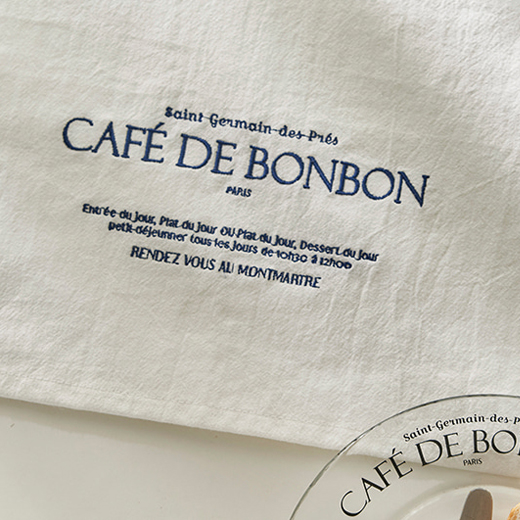 Saint-Germain-des-Prés
CAFÉ DE BONBON
PARIS
Entrée du jour, Plat du jour OU Plat du jour, Dessert du jour
petit-déjeunner tous les jours de 10h30 à 12h00
RENDEZ VOUS AU MONTMARTRE
Saint-Germain-des-P
CAFÉ DE BON
PARIS